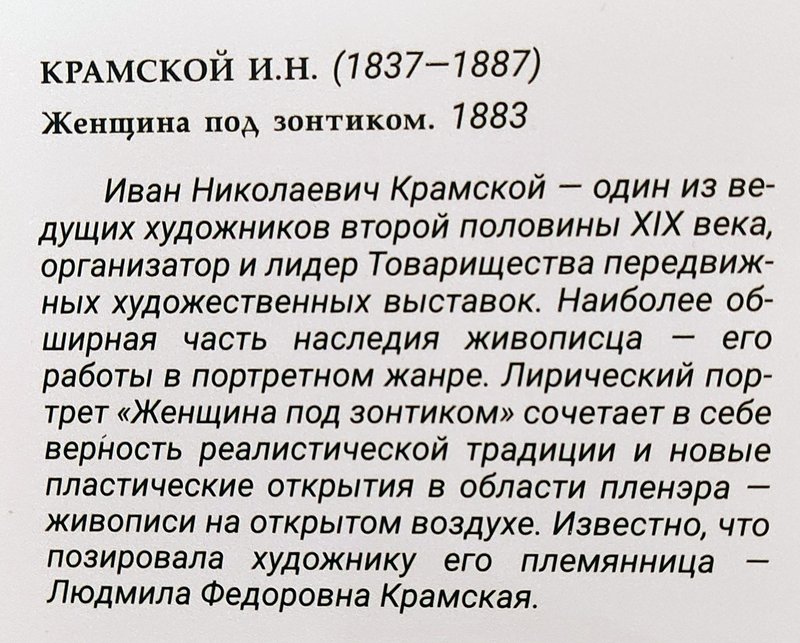 КРАМСКОЙ И.Н. (1837—1887)
Женщина под зонтиком. 1883
Иван Николаевич Крамской — один из ве-
дущих художников второй половины XIX века,
организатор и лидер Товарищества передвиж-
ных художественных выставок. Наиболее об-
ширная часть наследия живописца — его
работы в портретном жанре. Лирический пор-
трет «Женщина под зонтиком» сочетает в себе
верность реалистической традиции и новые
пластические открытия в области пленэра —
живописи на открытом воздухе. Известно, что
позировала художнику его племянница —
Людмила Федоровна Крамская.